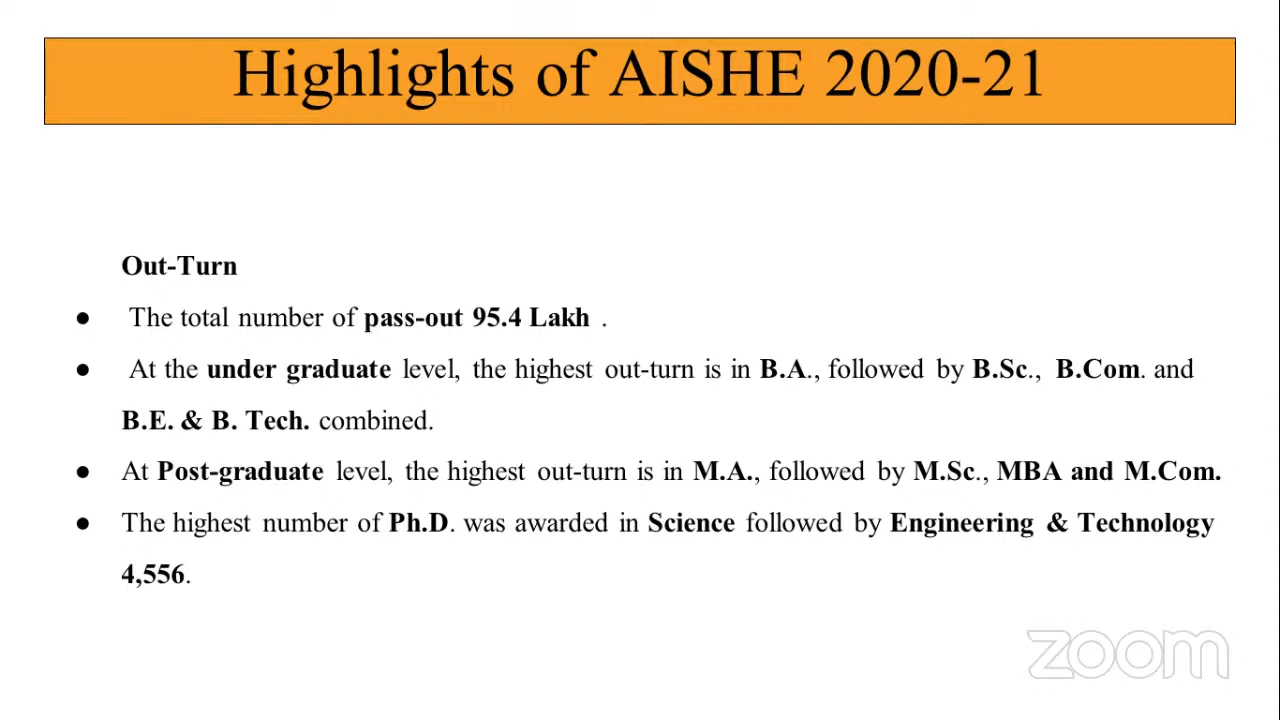 Highlights of AISHE 2020-21
Out-Turn
● The total number of pass-out 95.4 Lakh .
● At the under graduate level, the highest out-turn is in B.A., followed by B.Sc., B.Com. and
B.E. & B. Tech. combined.
● At Post-graduate level, the highest out-turn is in M.A., followed by M.Sc., MBA and M.Com.
● The highest number of Ph.D. was awarded in Science followed by Engineering & Technology
4,556.
zoom